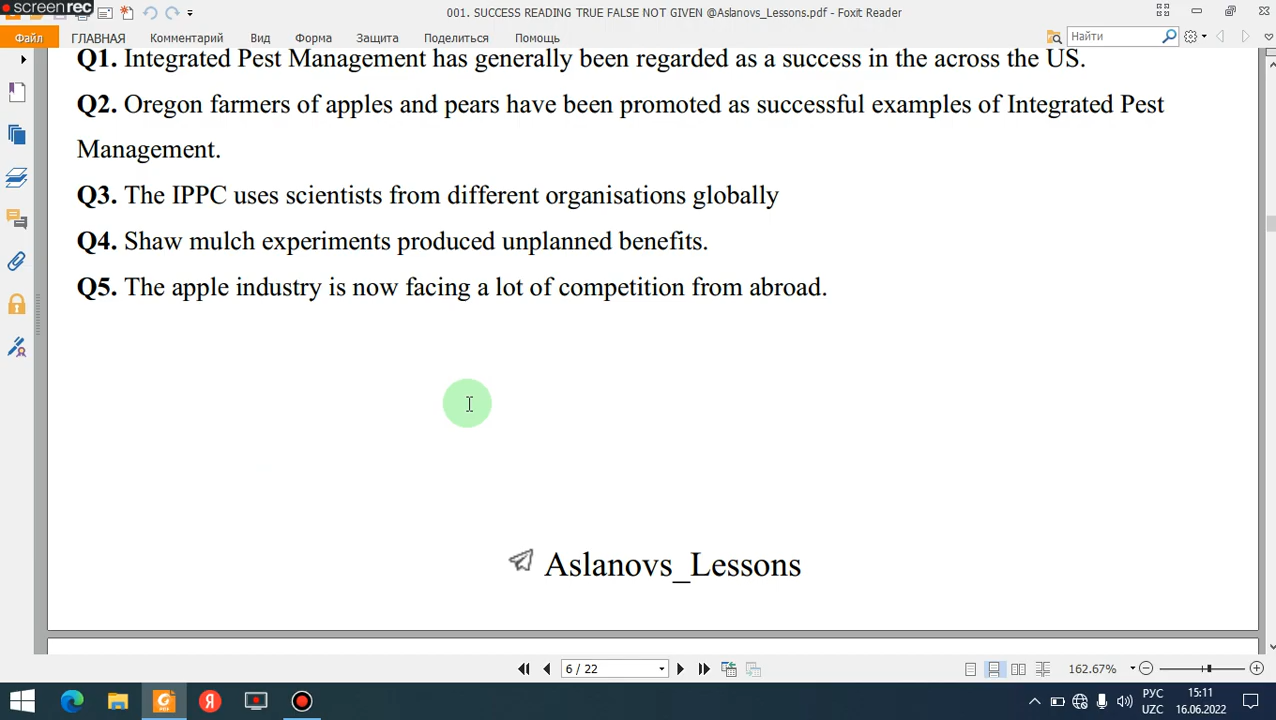 screenrec
001. SUCCESS READING TRUE FALSE NOT GIVEN @Aslanovs_Lessons.pdf - Foxit Reader
Файл ГЛАВНАЯ Комментарий Вид Форма Защита Поделиться Помощь Найти
Q1. Integrated Pest Management has generally been regarded as a success in the across the US.
Q2. Oregon farmers of apples and pears have been promoted as successful examples of Integrated Pest
Management.
Q3. The IPPC uses scientists from different organisations globally
Q4. Shaw mulch experiments produced unplanned benefits.
Q5. The apple industry is now facing a lot of competition from abroad.
Aslanovs_Lessons
6 / 22 162.67%
РУС 15:11
UZC 16.06.2022